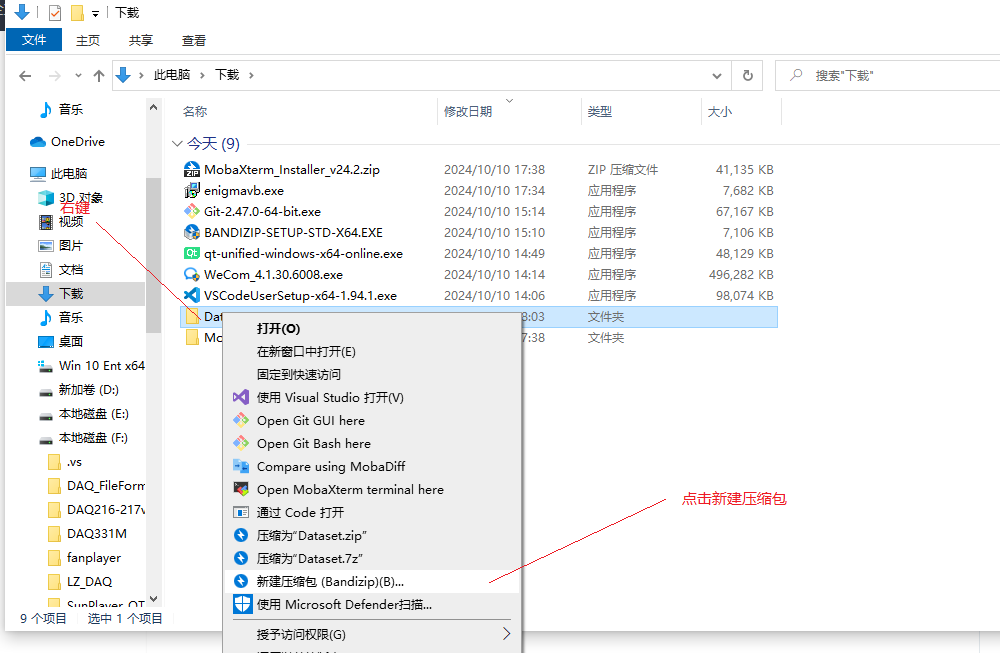 下载
文件 主页 共享 查看
此电脑 下载 搜索"下载"
名称 修改日期 类型 大小
今天 (9)
MobaXterm_Installer_v24.2.zip 2024/10/10 17:38 ZIP 压缩文件 41,135 KB
enigmavb.exe 2024/10/10 17:34 应用程序 7,682 KB
Git-2.47.0-64-bit.exe 2024/10/10 15:14 应用程序 67,167 KB
BANDIZIP-SETUP-STD-X64.EXE 2024/10/10 15:10 应用程序 7,106 KB
qt-unified-windows-x64-online.exe 2024/10/10 14:49 应用程序 48,129 KB
WeCom_4.1.30.6008.exe 2024/10/10 14:14 应用程序 496,282 KB
VSCodeUserSetup-x64-1.94.1.exe 2024/10/10 14:06 应用程序 98,074 KB
Dat 8:03 文件夹
Mo 7:38 文件夹
音乐
OneDrive
此电脑
3D 对象
右键
视频
图片
文档
下载
音乐
桌面
Win 10 Ent x64
新加卷 (D:)
本地磁盘 (E:)
本地磁盘 (F:)
.vs
DAQ_FileForm
DAQ216-217v
DAQ331M
fanplayer
LZ_DAQ
SunPlayer_QT
9 个项目 选中 1 个项目
打开(O)
在新窗口中打开(E)
固定到快速访问
使用 Visual Studio 打开(V)
Open Git GUI here
Open Git Bash here
Compare using MobaDiff
Open MobaXterm terminal here
通过 Code 打开
压缩为"Dataset.zip"
压缩为"Dataset.7z"
新建压缩包 (Bandizip)(B)...
使用 Microsoft Defender扫描...
授予访问权限(G)
点击新建压缩包